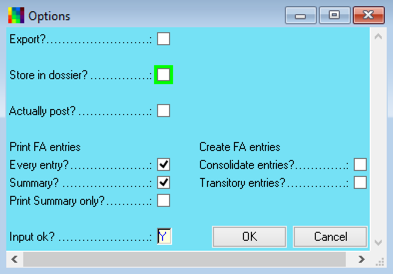 Options
Export?....................:
Store in dossier?..............:
Actually post?..............:
Print FA entries
Every entry?..................:
Summary?....................:
Print Summary only?..........:
Create FA entries
Consolidate entries?............:
Transitory entries?..............:
Input ok?....................: Y
OK Cancel